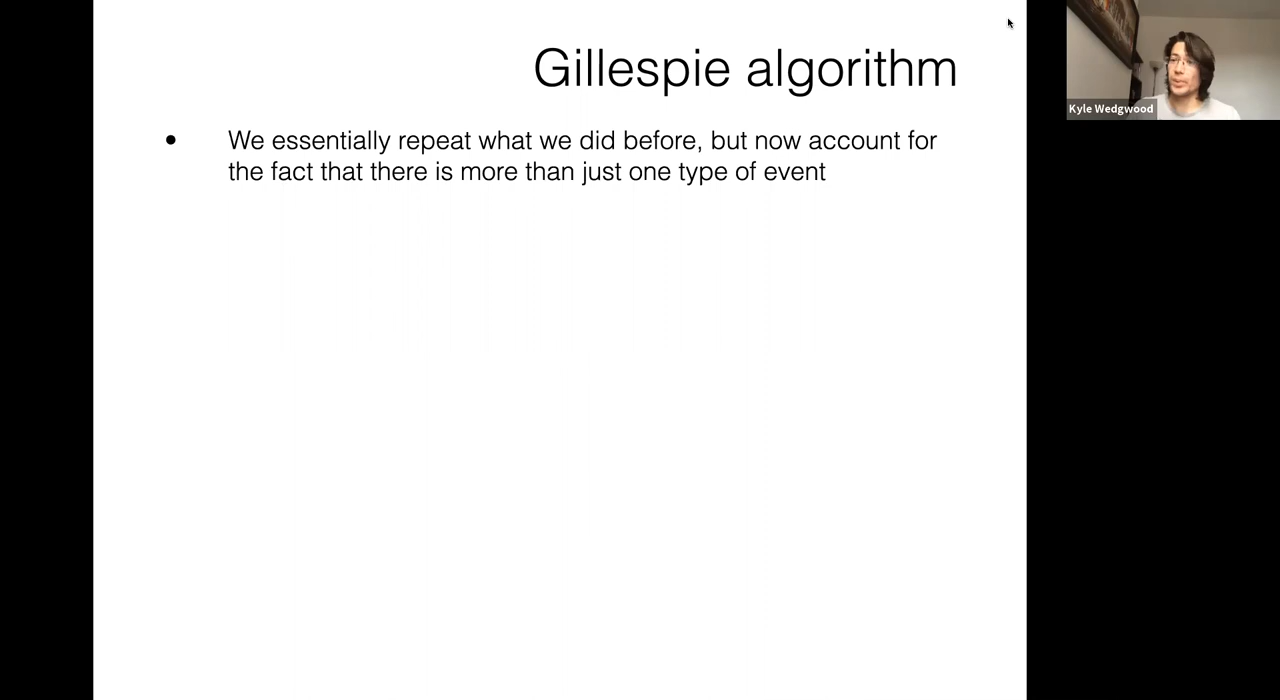 Gillespie algorithm
• We essentially repeat what we did before, but now account for
the fact that there is more than just one type of event
Kyle Wedgwood